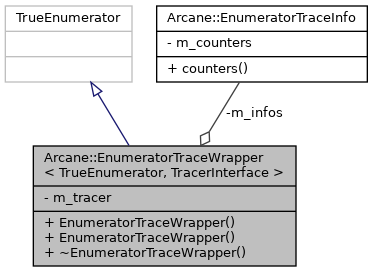 TrueEnumerator
Arcane::EnumeratorTraceInfo
- m_counters
+ counters()
-m_infos
Arcane::EnumeratorTraceWrapper
< TrueEnumerator, TracerInterface >
- m_tracer
+ EnumeratorTraceWrapper()
+ EnumeratorTraceWrapper()
+ ~EnumeratorTraceWrapper()